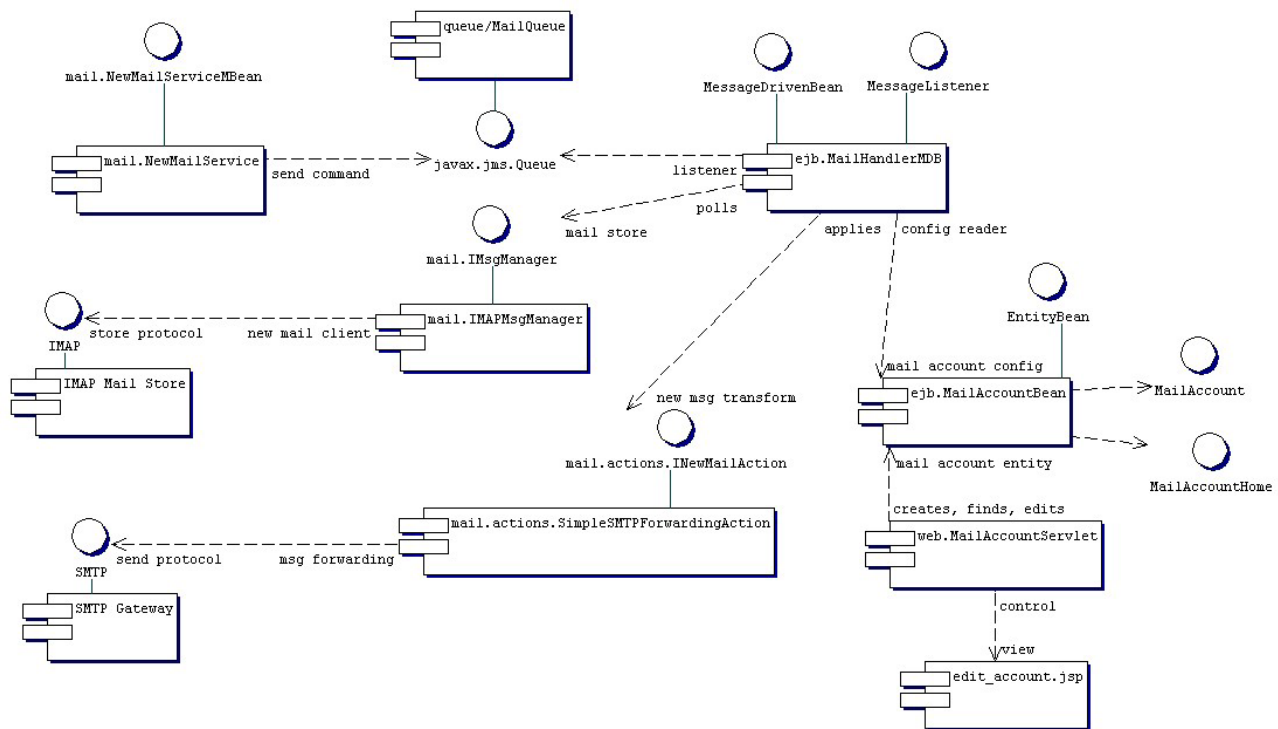 queue/MailQueue
mail.NewMailServiceMBean
MessageDrivenBean
MessageListener
mail.NewMailService
send command
javax.jms.Queue
listener
ejb.MailHandlerMDB
polls
mail store
applies
config reader
mail.IMsgManager
EntityBean
mail.IMAPMsgManager
store protocol
new mail client
IMAP
IMAP Mail Store
mail account config
ejb.MailAccountBean
MailAccount
new msg transform
mail.actions.INewMailAction
mail account entity
MailAccountHome
creates, finds, edits
mail.actions.SimpleSMTPForwardingAction
web.MailAccountServlet
send protocol
msg forwarding
SMTP
SMTP Gateway
control
view
edit_account.jsp